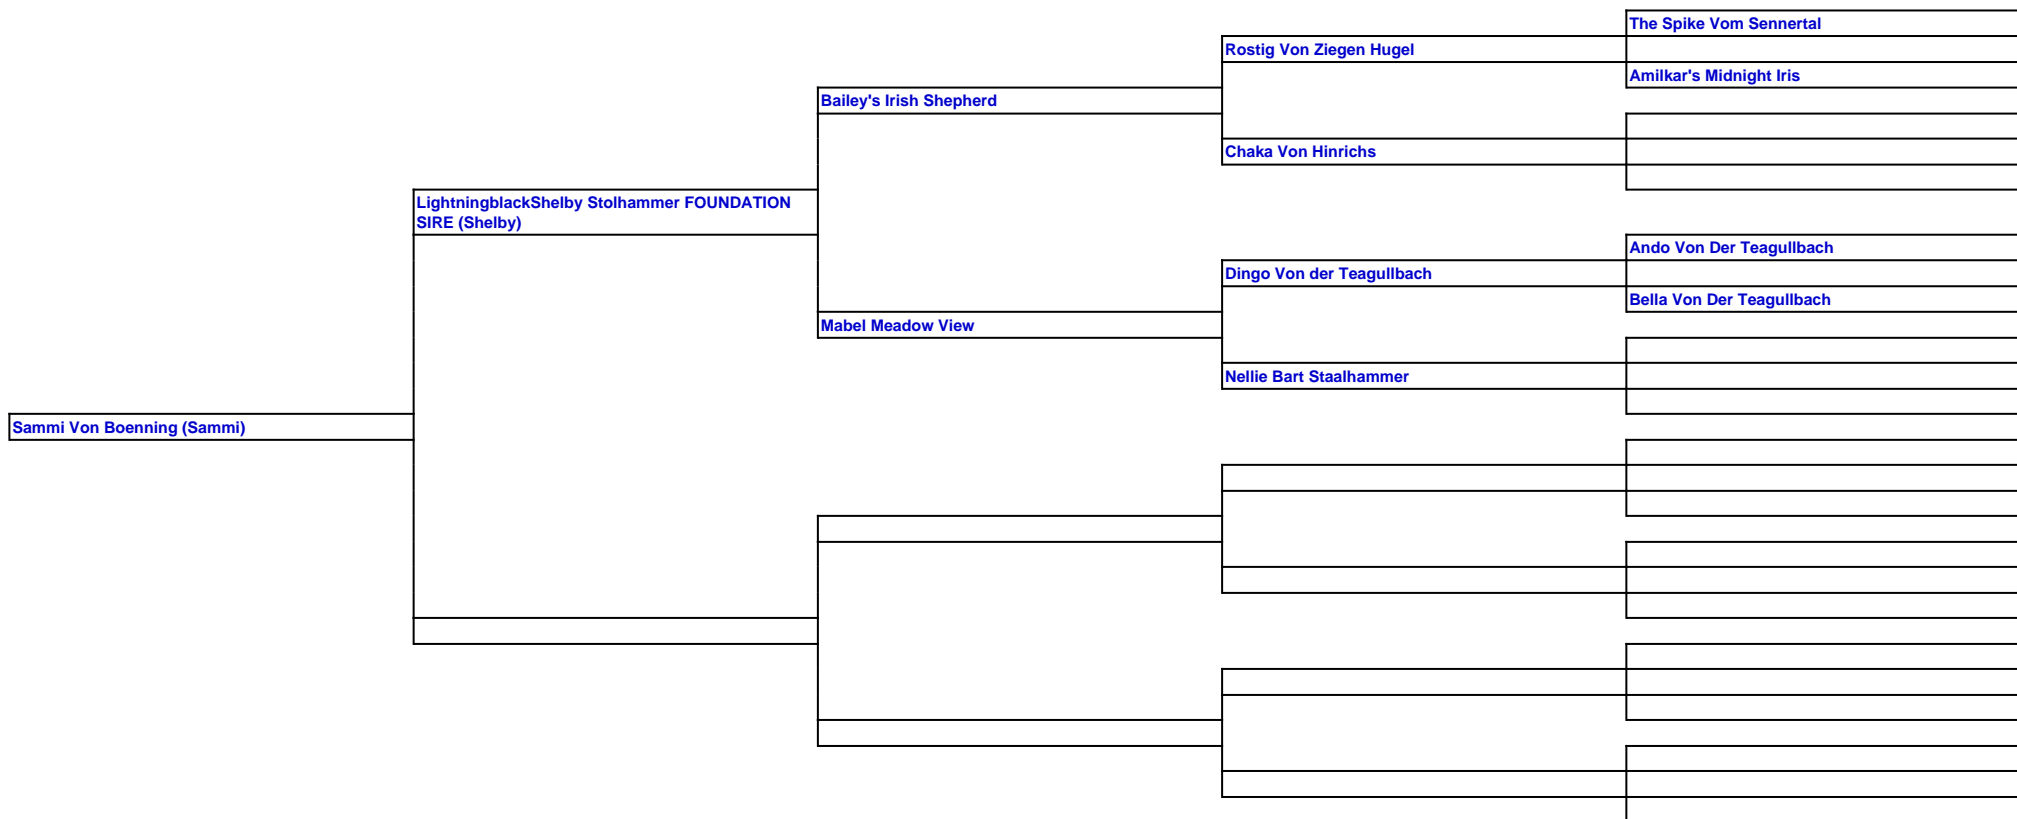 The Spike Vom Sennertal
Rostig Von Ziegen Hugel
Amilkar's Midnight Iris
Bailey's Irish Shepherd
Chaka Von Hinrichs
LightningblackShelby Stolhammer FOUNDATION
SIRE (Shelby)
Ando Von Der Teagullbach
Dingo Von der Teagullbach
Bella Von Der Teagullbach
Mabel Meadow View
Nellie Bart Staalhammer
Sammi Von Boenning (Sammi)